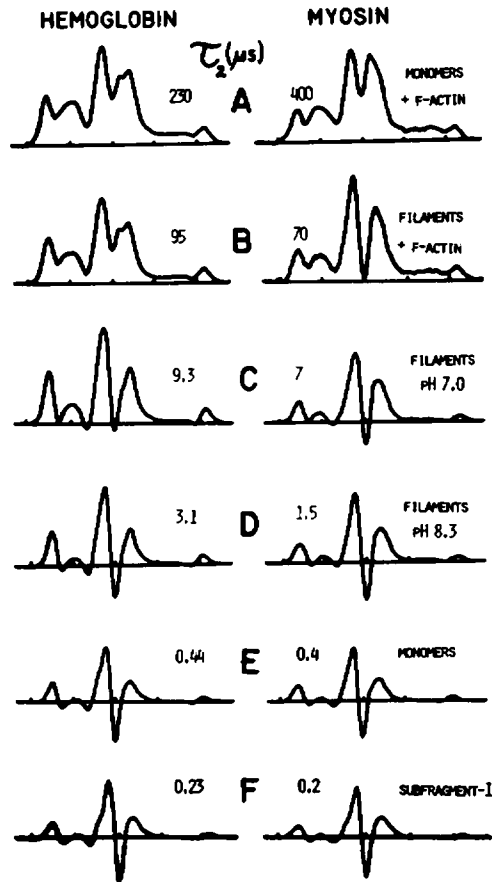 HEMOGLOBIN MYOSIN
τ₂(μs)
230 A 400 MONOMERS
+ F-ACTIN
95 B 70 FILAMENTS
+ F-ACTIN
9.3 C 7 FILAMENTS
pH 7.0
3.1 D 1.5 FILAMENTS
pH 8.3
0.44 E 0.4 MONOMERS
0.23 F 0.2 SUBFRAGMENT-I